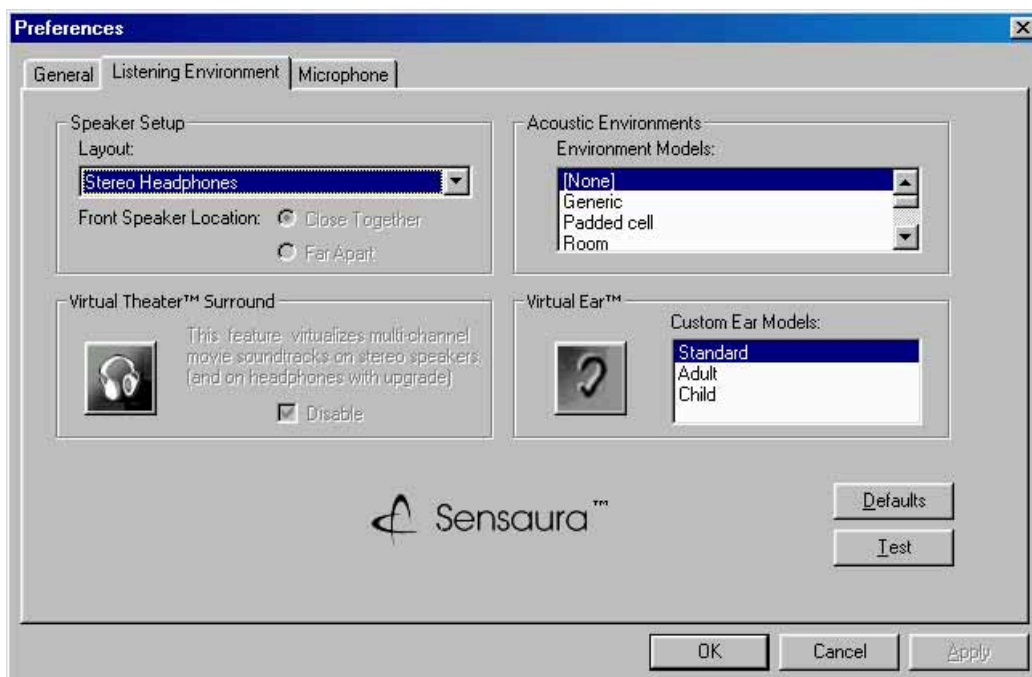 Preferences
General
Listening Environment
Microphone
Speaker Setup
Layout:
Stereo Headphones
Front Speaker Location:
Close Together
Far Apart
Acoustic Environments
Environment Models:
[None]
Generic
Padded cell
Room
Virtual Theater™ Surround
This feature virtualizes multi-channel
movie soundtracks on stereo speakers
(and on headphones with upgrade)
Disable
Virtual Ear™
Custom Ear Models:
Standard
Adult
Child
Sensaura™
Defaults
Test
OK
Cancel
Apply